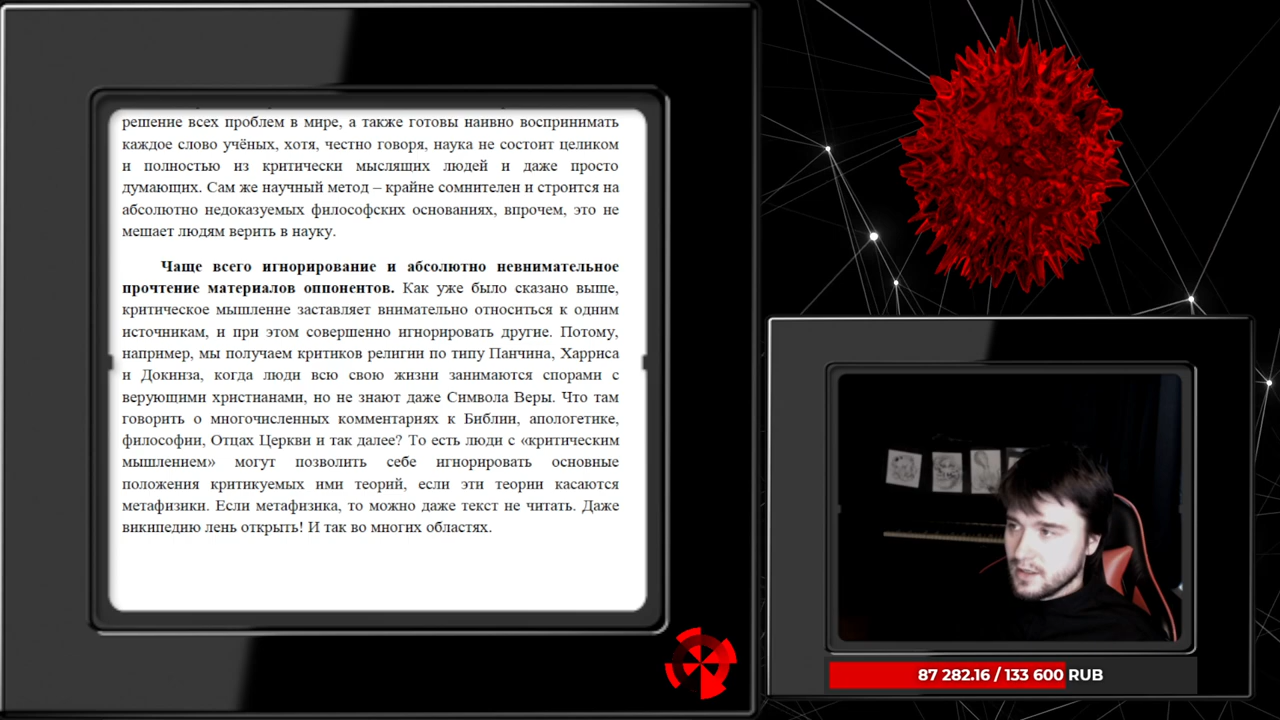 решение всех проблем в мире, а также готовы наивно воспринимать
каждое слово учёных, хотя, честно говоря, наука не состоит целиком
и полностью из критически мыслящих людей и даже просто
думающих. Сам же научный метод – крайне сомнителен и строится на
абсолютно недоказуемых философских основаниях, впрочем, это не
мешает людям верить в науку.
Чаще всего игнорирование и абсолютно невнимательное
прочтение материалов оппонентов. Как уже было сказано выше,
критическое мышление заставляет внимательно относиться к одним
источникам, и при этом совершенно игнорировать другие. Потому,
например, мы получаем критиков религии по типу Панчина, Харриса
и Докинза, когда люди всю свою жизни занимаются спорами с
верующими христианами, но не знают даже Символа Веры. Что там
говорить о многочисленных комментариях к Библии, апологетике,
философии, Отцах Церкви и так далее? То есть люди с «критическим
мышлением» могут позволить себе игнорировать основные
положения критикуемых ими теорий, если эти теории касаются
метафизики. Если метафизика, то можно даже текст не читать. Даже
википедию лень открыть! И так во многих областях.
87 282.16 / 133 600 RUB